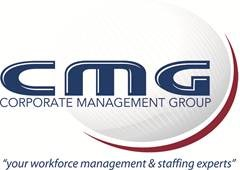 CMG
CORPORATE MANAGEMENT GROUP
"your workforce management & staffing experts"